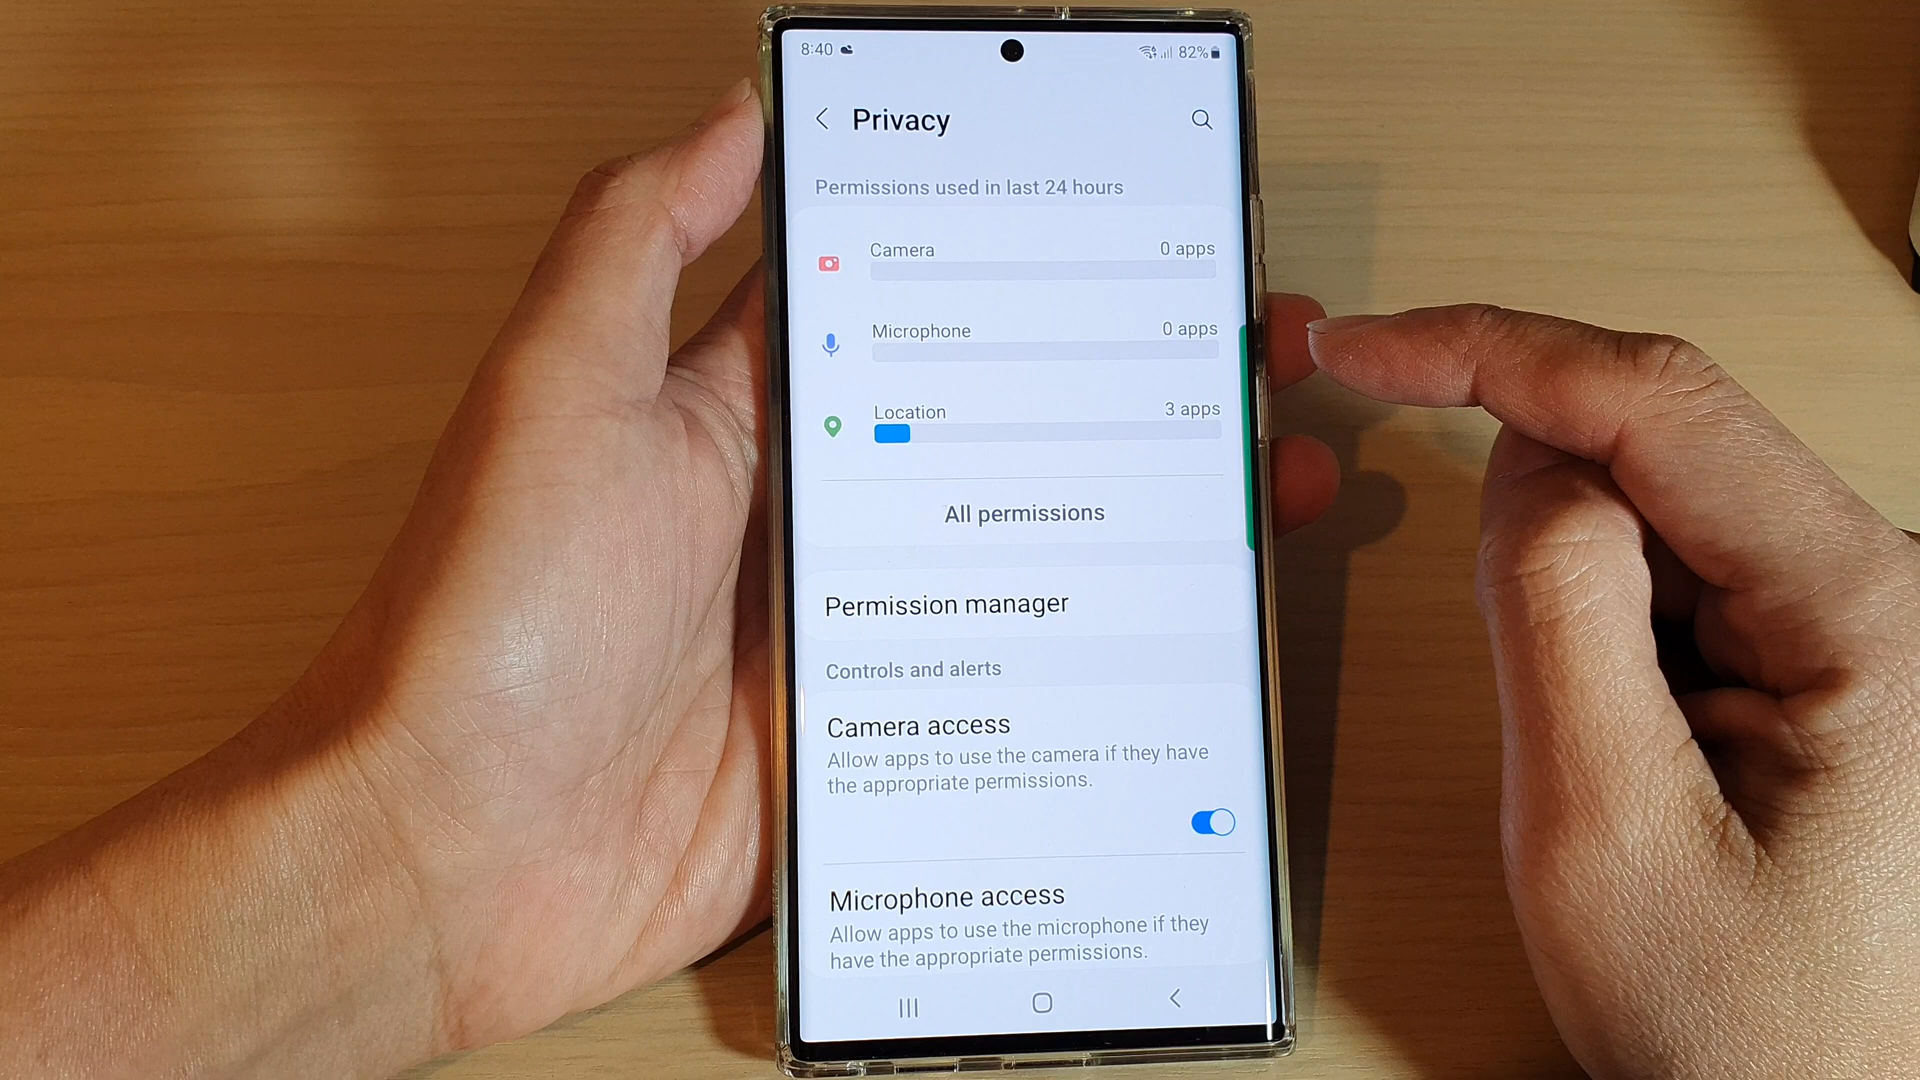 8:40
82%
Privacy
Permissions used in last 24 hours
Camera 0 apps
Microphone 0 apps
Location 3 apps
All permissions
Permission manager
Controls and alerts
Camera access
Allow apps to use the camera if they have
the appropriate permissions.
Microphone access
Allow apps to use the microphone if they
have the appropriate permissions.